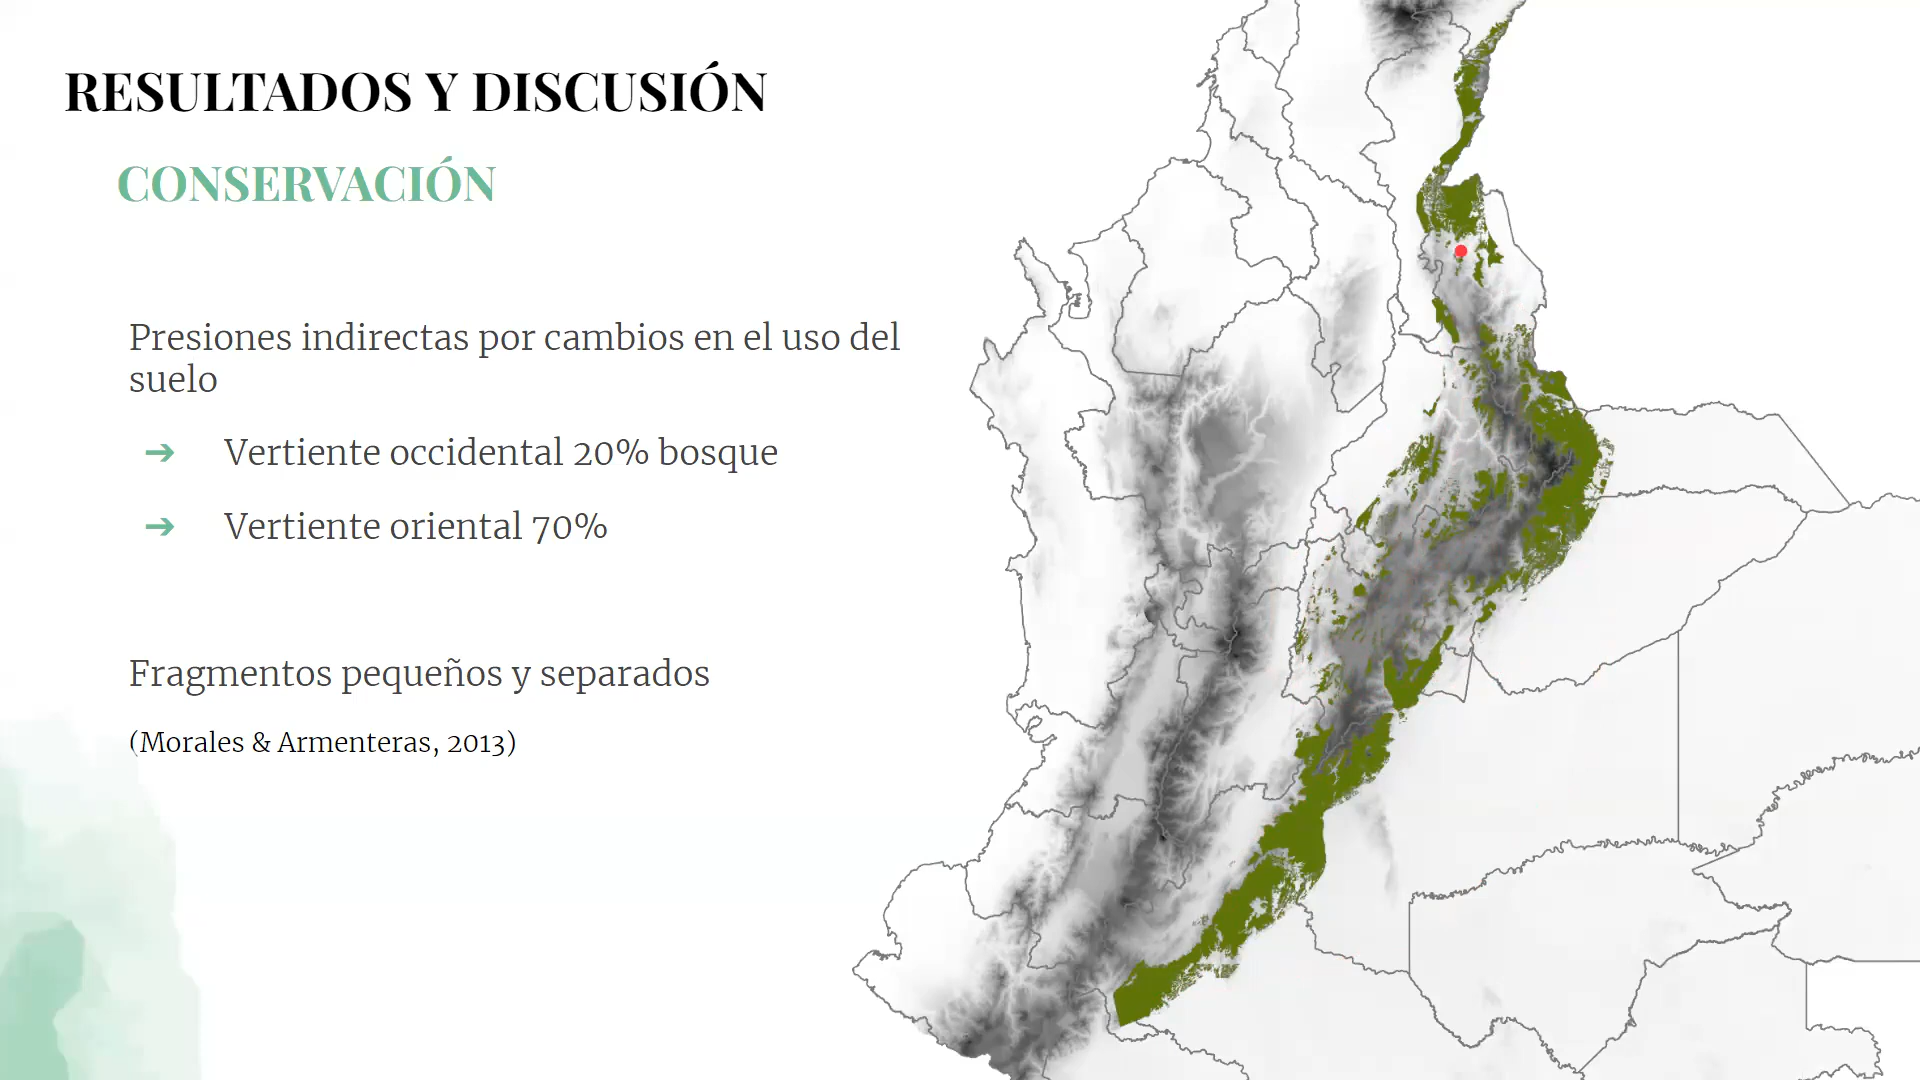 RESULTADOS Y DISCUSIÓN
CONSERVACIÓN
Presiones indirectas por cambios en el uso del
suelo
➔ Vertiente occidental 20% bosque
➔ Vertiente oriental 70%
Fragmentos pequeños y separados
(Morales & Armenteras, 2013)